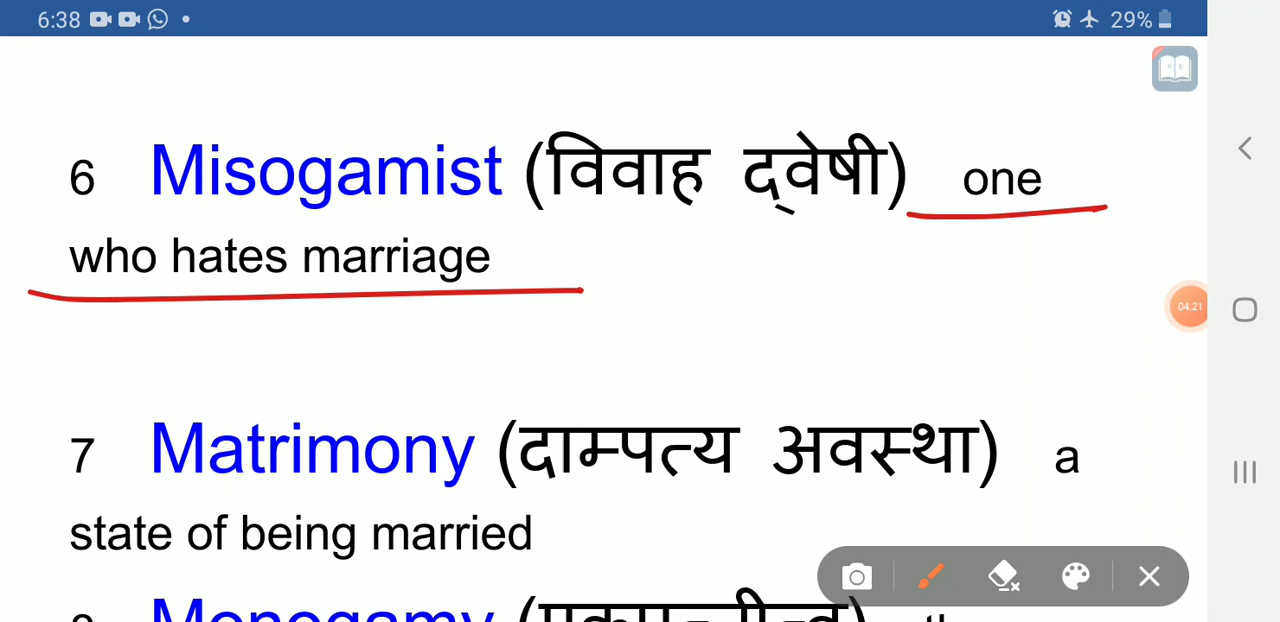 6:38
29%
6 Misogamist (विवाह द्वेषी) one
who hates marriage
04:21
7 Matrimony (दाम्पत्य अवस्था) a
state of being married
Monogamy